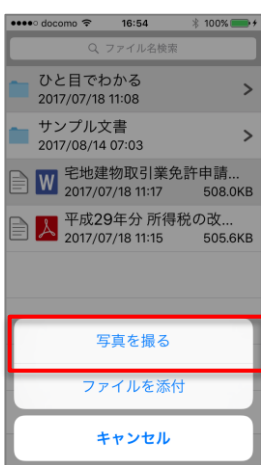 docomo 16:54 100%
ファイル名検索
ひと目でわかる
2017/07/18 11:08
サンプル文書
2017/08/14 07:03
宅地建物取引業免許申請...
2017/07/18 11:17 508.0KB
平成29年分 所得税の改...
2017/07/18 11:15 505.6KB
写真を撮る
ファイルを添付
キャンセル